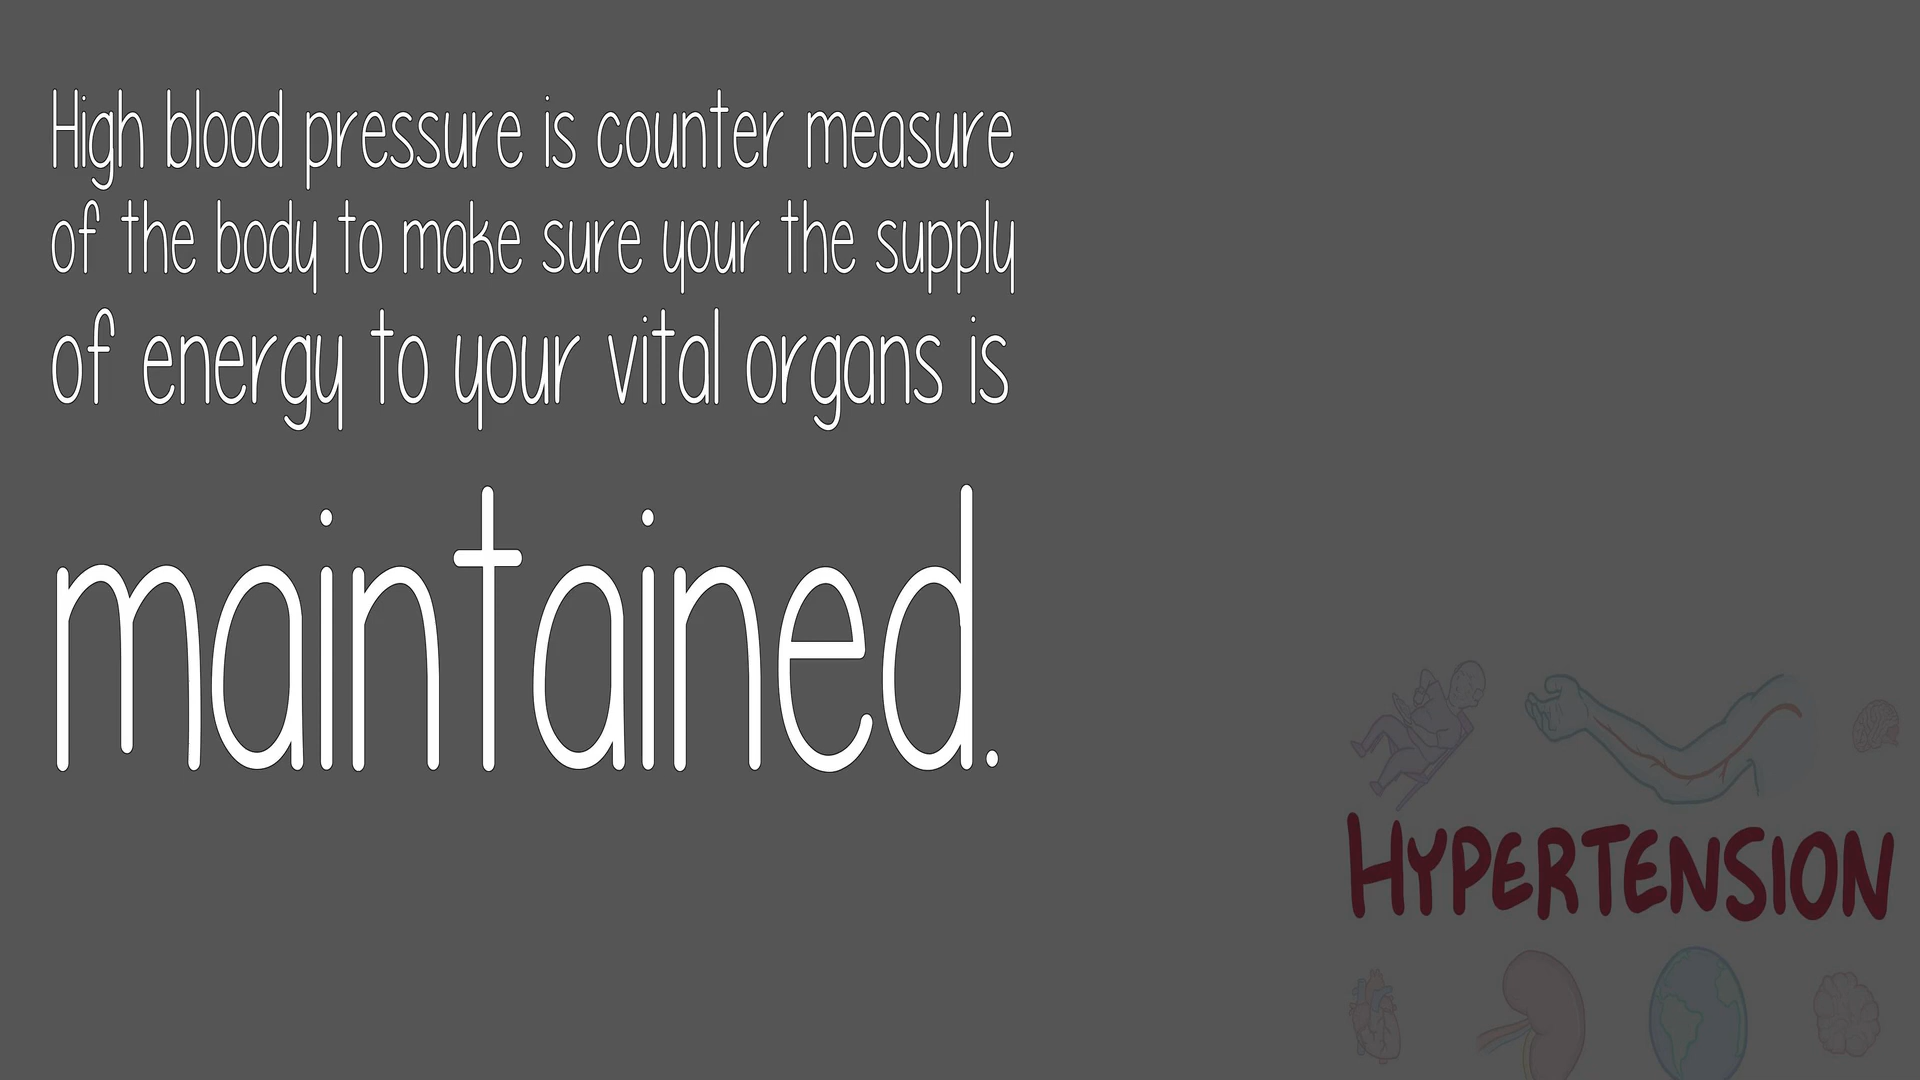 High blood pressure is counter measure
of the body to make sure your the supply
of energy to your vital organs is
maintained.
HYPERTENSION